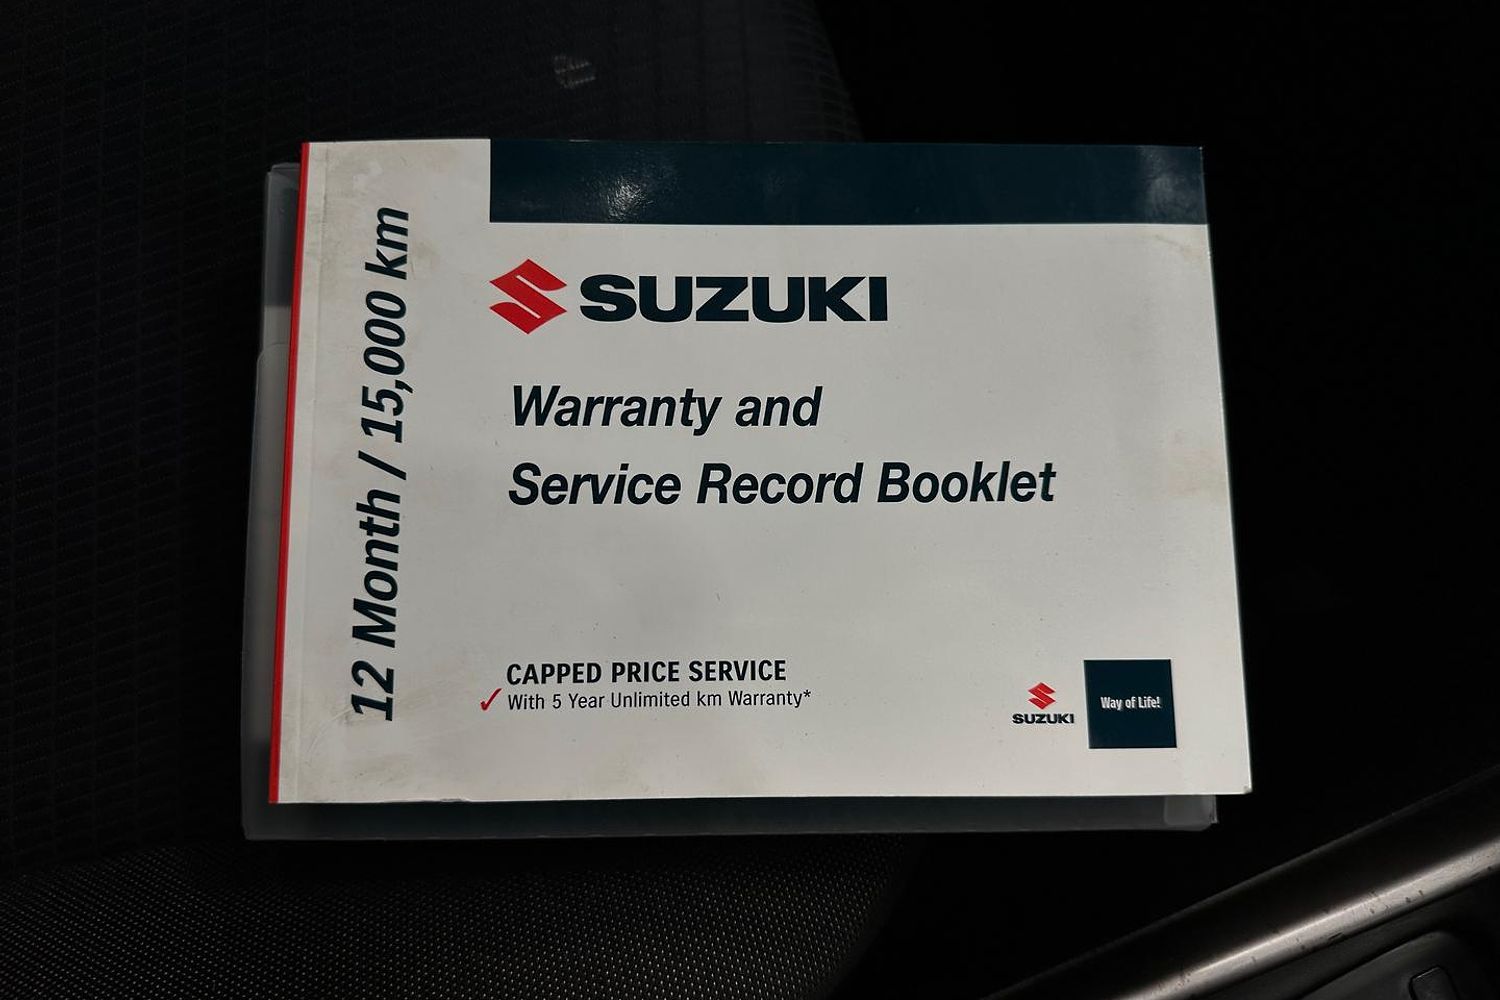 12 Month / 15,000 km
SUZUKI
Warranty and
Service Record Booklet
CAPPED PRICE SERVICE
With 5 Year Unlimited km Warranty*
SUZUKI
Way of Life!